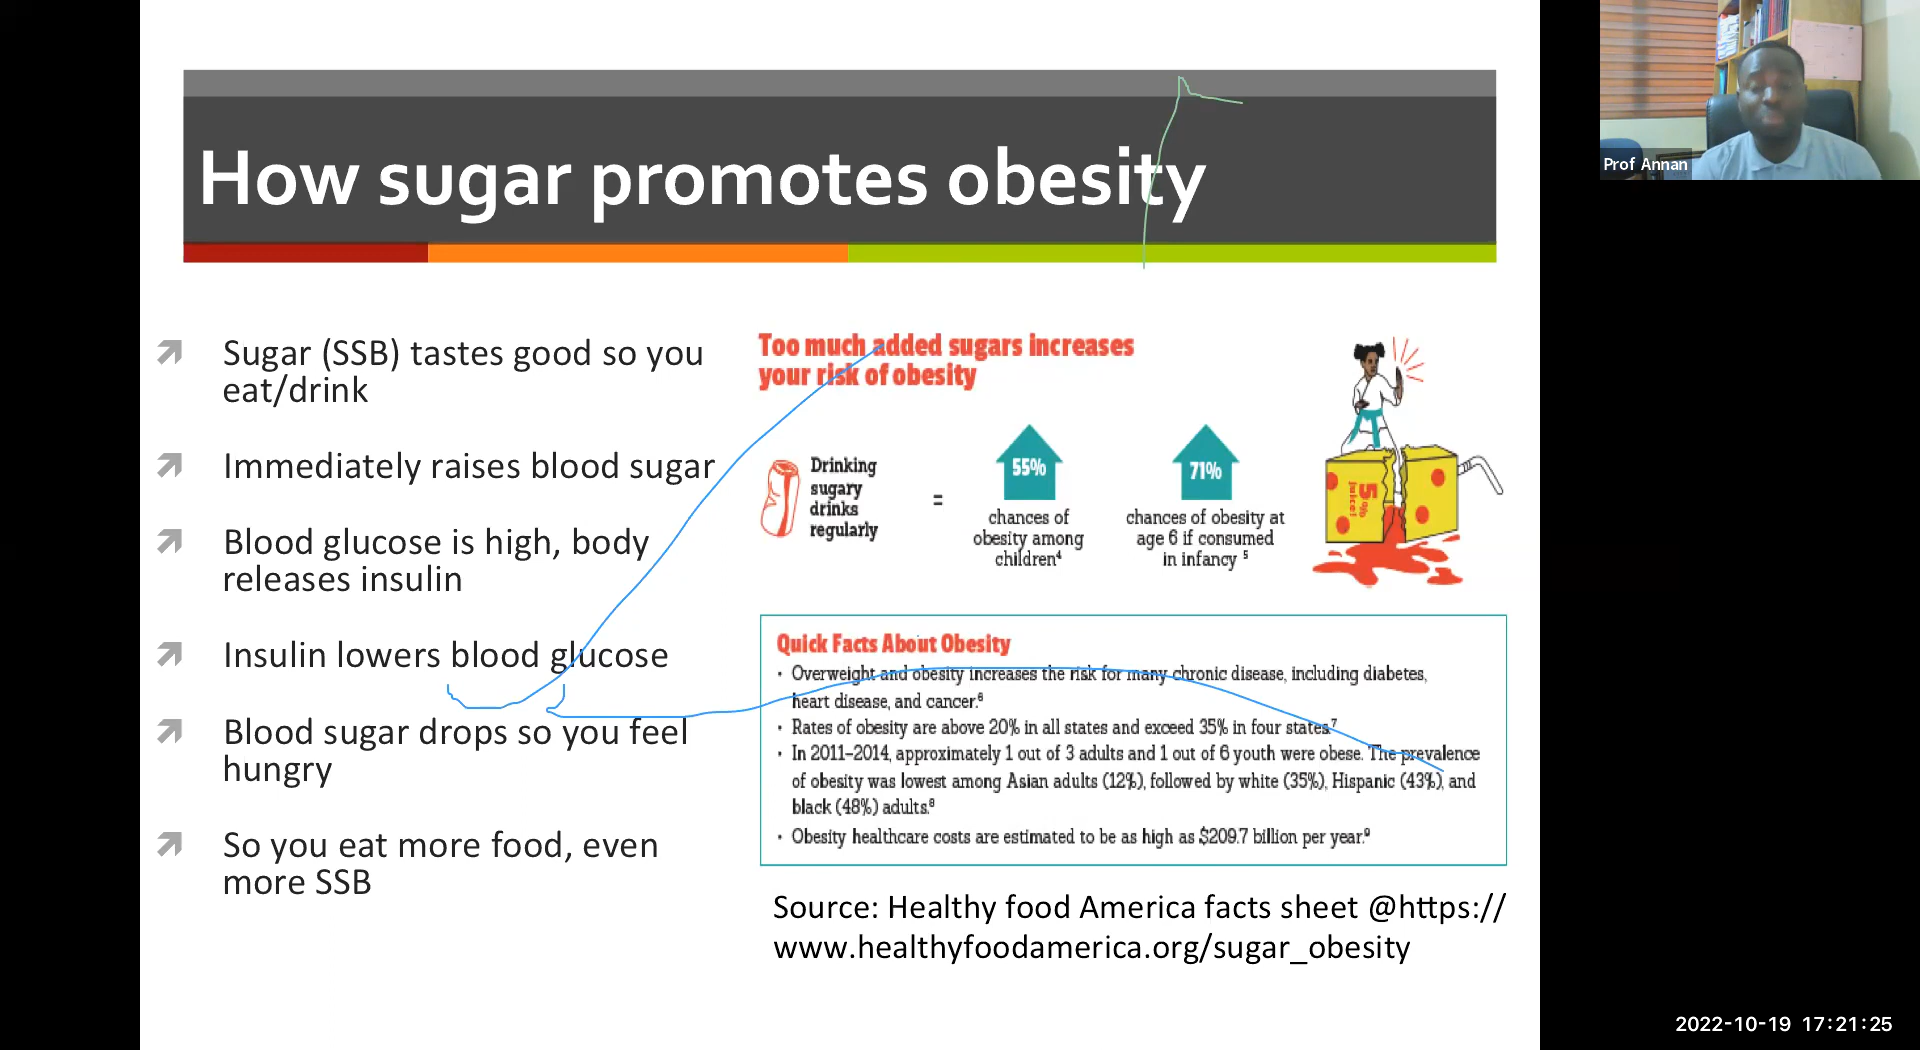 How sugar promotes obesity
Prof Annan
Sugar (SSB) tastes good so you
eat/drink
Immediately raises blood sugar
Blood glucose is high, body
releases insulin
Insulin lowers blood glucose
Blood sugar drops so you feel
hungry
So you eat more food, even
more SSB
Too much added sugars increases
your risk of obesity
Drinking
sugary
drinks
regularly
=
55%
chances of
obesity among
children⁴
71%
chances of obesity at
age 6 if consumed
in infancy ⁵
5%
juice!
Quick Facts About Obesity
• Overweight and obesity increases the risk for many chronic disease, including diabetes,
heart disease, and cancer.⁶
• Rates of obesity are above 20% in all states and exceed 35% in four states.⁷
• In 2011–2014, approximately 1 out of 3 adults and 1 out of 6 youth were obese. The prevalence
of obesity was lowest among Asian adults (12%), followed by white (35%), Hispanic (43%), and
black (48%) adults.⁸
• Obesity healthcare costs are estimated to be as high as $209.7 billion per year.⁹
Source: Healthy food America facts sheet @https://
www.healthyfoodamerica.org/sugar_obesity
2022-10-19 17:21:25